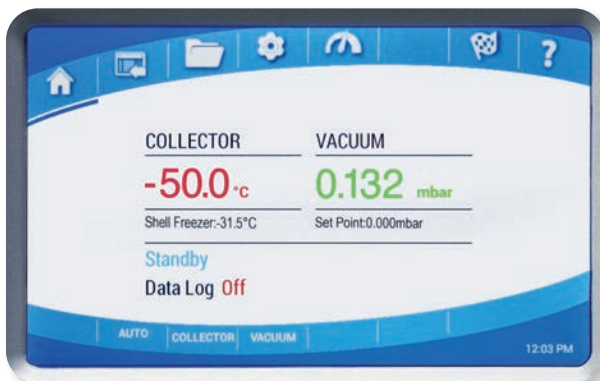 ?
COLLECTOR VACUUM
-50.0 °C 0.132 mbar
Shell Freezer:-31.5°C Set Point:0.000mbar
Standby
Data Log Off
AUTO COLLECTOR VACUUM
12:03 PM